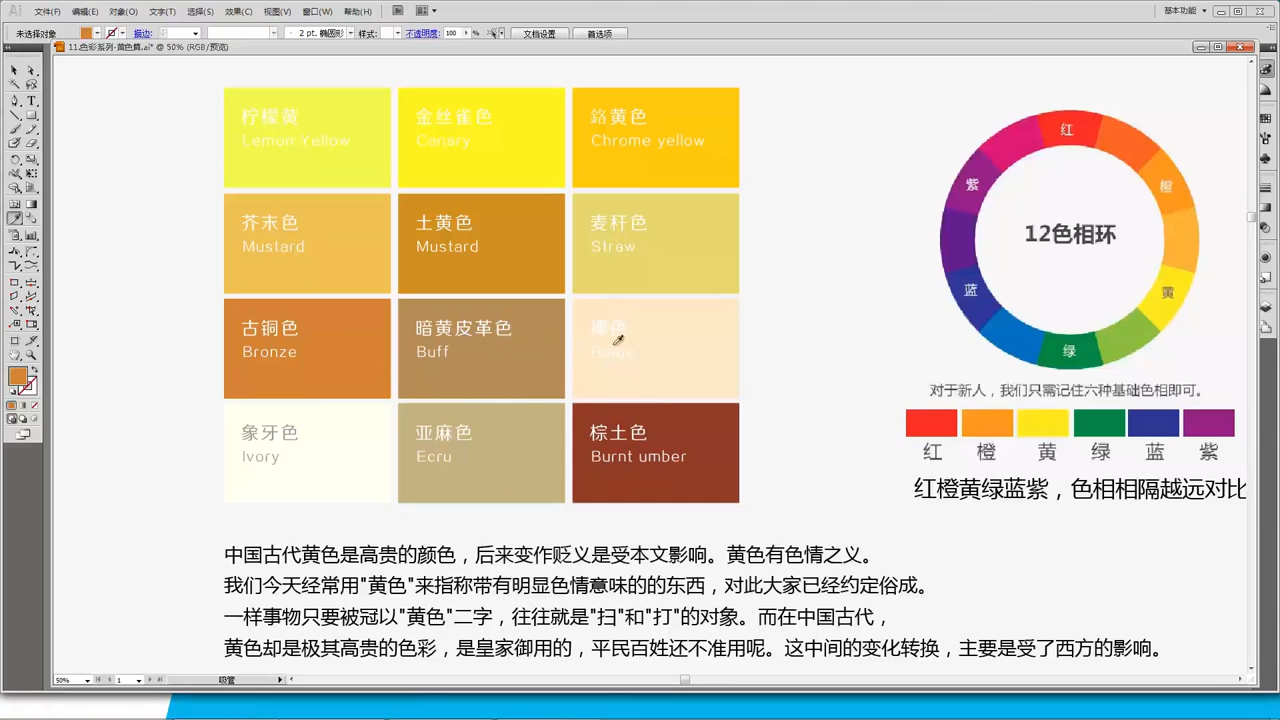 Ai 文件(F) 编辑(E) 对象(O) 文字(T) 选择(S) 效果(C) 视图(V) 窗口(W) 帮助(H) Br 基本功能
未选择对象 描边: 2 pt. 椭圆形 样式: 不透明度: 100 % 文档设置 首选项
11.色彩系列-黄色篇.ai* @ 50% (RGB/预览)
柠檬黄
Lemon Yellow
金丝雀色
Canary
鉻黄色
Chrome yellow
芥末色
Mustard
土黄色
Mustard
麦秆色
Straw
古铜色
Bronze
暗黄皮革色
Buff
裸色
象牙色
Ivory
亚麻色
Ecru
棕土色
Burnt umber
红
橙
黄
绿
蓝
紫
12色相环
对于新人，我们只需记住六种基础色相即可。
红 橙 黄 绿 蓝 紫
红橙黄绿蓝紫，色相相隔越远对比
中国古代黄色是高贵的颜色，后来变作贬义是受本文影响。黄色有色情之义。
我们今天经常用"黄色"来指称带有明显色情意味的的东西，对此大家已经约定俗成。
一样事物只要被冠以"黄色"二字，往往就是"扫"和"打"的对象。而在中国古代，
黄色却是极其高贵的色彩，是皇家御用的，平民百姓还不准用呢。这中间的变化转换，主要是受了西方的影响。
50% 1 吸管